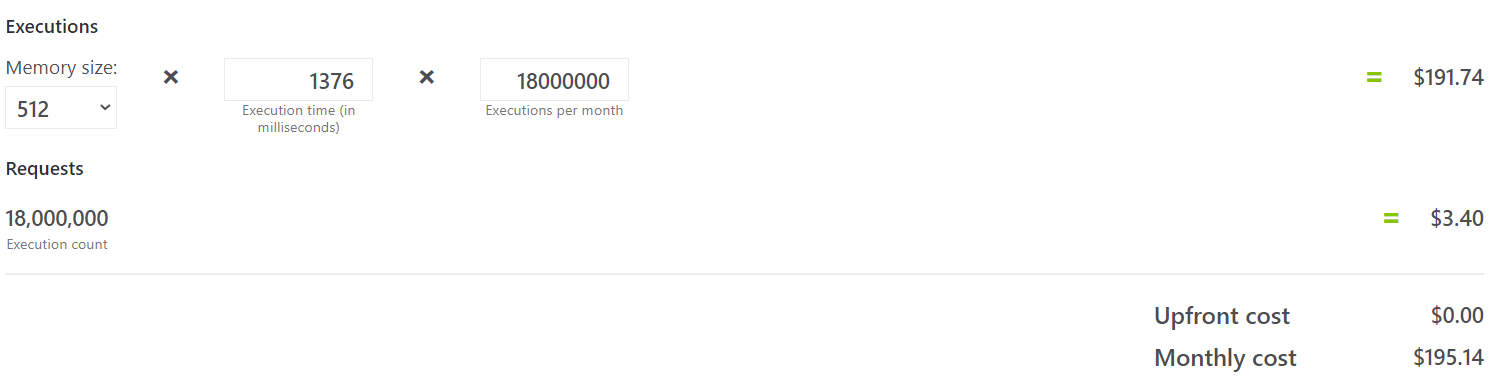 Executions
Memory size:
512
×
1376
Execution time (in
milliseconds)
×
18000000
Executions per month
= $191.74
Requests
18,000,000
Execution count
= $3.40
Upfront cost $0.00
Monthly cost $195.14